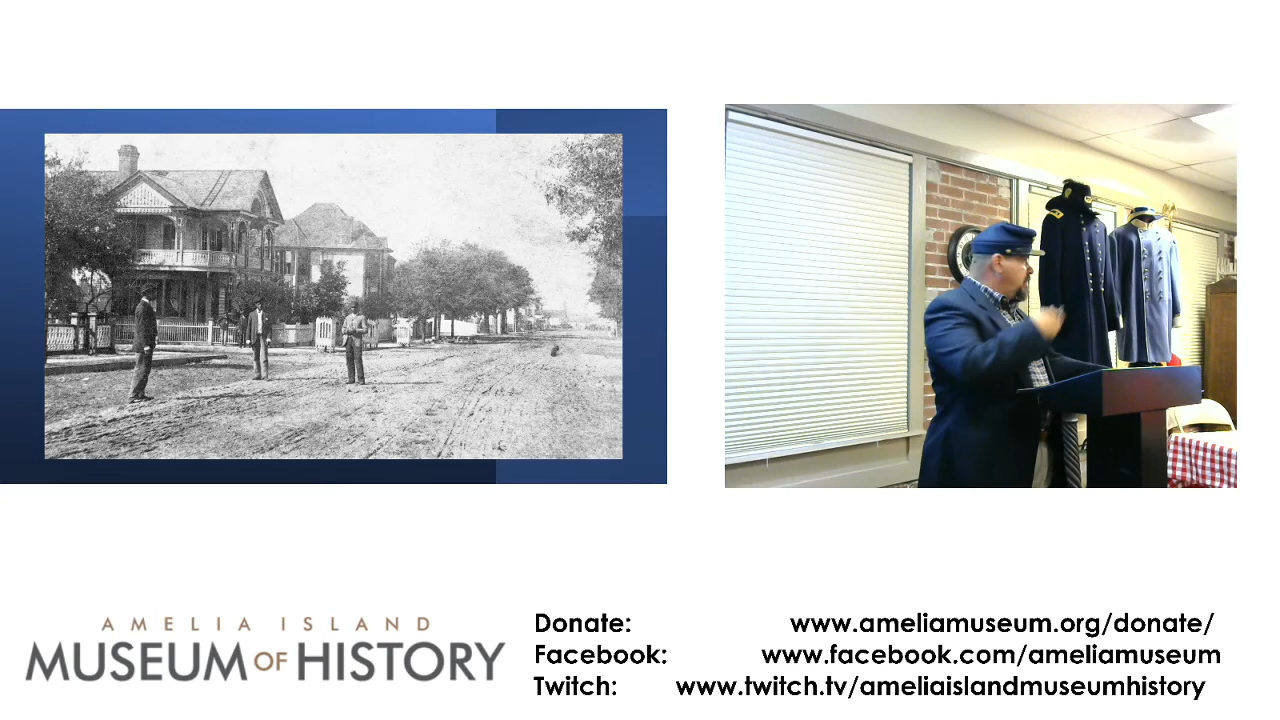 AMELIA ISLAND
MUSEUM OF HISTORY
Donate: www.ameliamuseum.org/donate/
Facebook: www.facebook.com/ameliamuseum
Twitch: www.twitch.tv/ameliaislandmuseumhistory